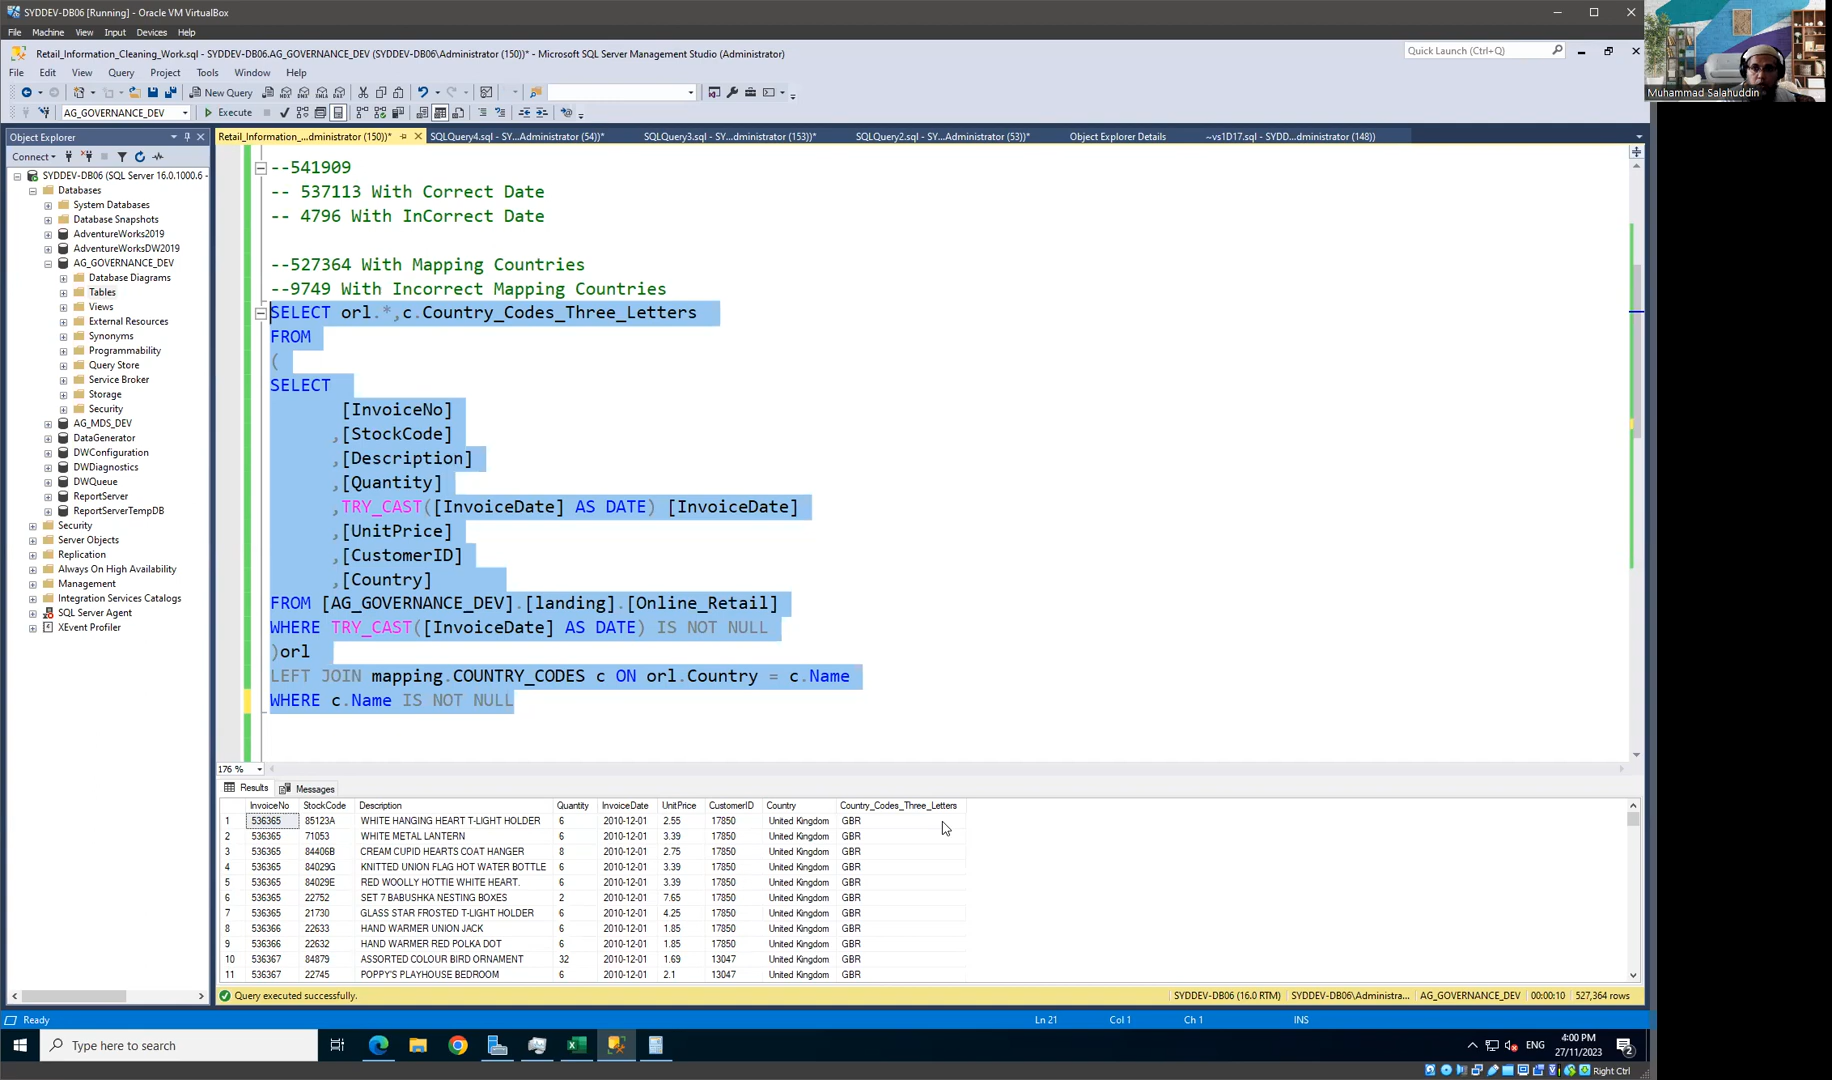 SYDDEV-DB06 [Running] - Oracle VM VirtualBox
File Machine View Input Devices Help
Muhammad Salahuddin
Retail_Information_Cleaning_Work.sql - SYDDEV-DB06.AG_GOVERNANCE_DEV (SYDDEV-DB06\Administrator (150))* - Microsoft SQL Server Management Studio (Administrator)
Quick Launch (Ctrl+Q)
File Edit View Query Project Tools Window Help
New Query
AG_GOVERNANCE_DEV
Execute
Object Explorer
Retail_Information_...dministrator (150))*
SQLQuery4.sql - SY...Administrator (54))*
SQLQuery3.sql - SY...dministrator (153))*
SQLQuery2.sql - SY...Administrator (53))*
Object Explorer Details
~vs1D17.sql - SYDD...dministrator (148))
Connect
SYDDEV-DB06 (SQL Server 16.0.1000.6 -
Databases
System Databases
Database Snapshots
AdventureWorks2019
AdventureWorksDW2019
AG_GOVERNANCE_DEV
Database Diagrams
Tables
Views
External Resources
Synonyms
Programmability
Query Store
Service Broker
Storage
Security
AG_MDS_DEV
DataGenerator
DWConfiguration
DWDiagnostics
DWQueue
ReportServer
ReportServerTempDB
Security
Server Objects
Replication
Always On High Availability
Management
Integration Services Catalogs
SQL Server Agent
XEvent Profiler
--541909
-- 537113 With Correct Date
-- 4796 With InCorrect Date
--527364 With Mapping Countries
--9749 With Incorrect Mapping Countries
SELECT orl.*,c.Country_Codes_Three_Letters
FROM
(
SELECT
[InvoiceNo]
,[StockCode]
,[Description]
,[Quantity]
,TRY_CAST([InvoiceDate] AS DATE) [InvoiceDate]
,[UnitPrice]
,[CustomerID]
,[Country]
FROM [AG_GOVERNANCE_DEV].[landing].[Online_Retail]
WHERE TRY_CAST([InvoiceDate] AS DATE) IS NOT NULL
)orl
LEFT JOIN mapping.COUNTRY_CODES c ON orl.Country = c.Name
WHERE c.Name IS NOT NULL
176 %
Results Messages
InvoiceNo StockCode Description Quantity InvoiceDate UnitPrice CustomerID Country Country_Codes_Three_Letters
1 536365 85123A WHITE HANGING HEART T-LIGHT HOLDER 6 2010-12-01 2.55 17850 United Kingdom GBR
2 536365 71053 WHITE METAL LANTERN 6 2010-12-01 3.39 17850 United Kingdom GBR
3 536365 84406B CREAM CUPID HEARTS COAT HANGER 8 2010-12-01 2.75 17850 United Kingdom GBR
4 536365 84029G KNITTED UNION FLAG HOT WATER BOTTLE 6 2010-12-01 3.39 17850 United Kingdom GBR
5 536365 84029E RED WOOLLY HOTTIE WHITE HEART. 6 2010-12-01 3.39 17850 United Kingdom GBR
6 536365 22752 SET 7 BABUSHKA NESTING BOXES 2 2010-12-01 7.65 17850 United Kingdom GBR
7 536365 21730 GLASS STAR FROSTED T-LIGHT HOLDER 6 2010-12-01 4.25 17850 United Kingdom GBR
8 536366 22633 HAND WARMER UNION JACK 6 2010-12-01 1.85 17850 United Kingdom GBR
9 536366 22632 HAND WARMER RED POLKA DOT 6 2010-12-01 1.85 17850 United Kingdom GBR
10 536367 84879 ASSORTED COLOUR BIRD ORNAMENT 32 2010-12-01 1.69 13047 United Kingdom GBR
11 536367 22745 POPPY'S PLAYHOUSE BEDROOM 6 2010-12-01 2.1 13047 United Kingdom GBR
Query executed successfully.
SYDDEV-DB06 (16.0 RTM) SYDDEV-DB06\Administra... AG_GOVERNANCE_DEV 00:00:10 527,364 rows
Ready
Ln 21 Col 1 Ch 1 INS
Type here to search
ENG
4:00 PM
27/11/2023
2
Right Ctrl